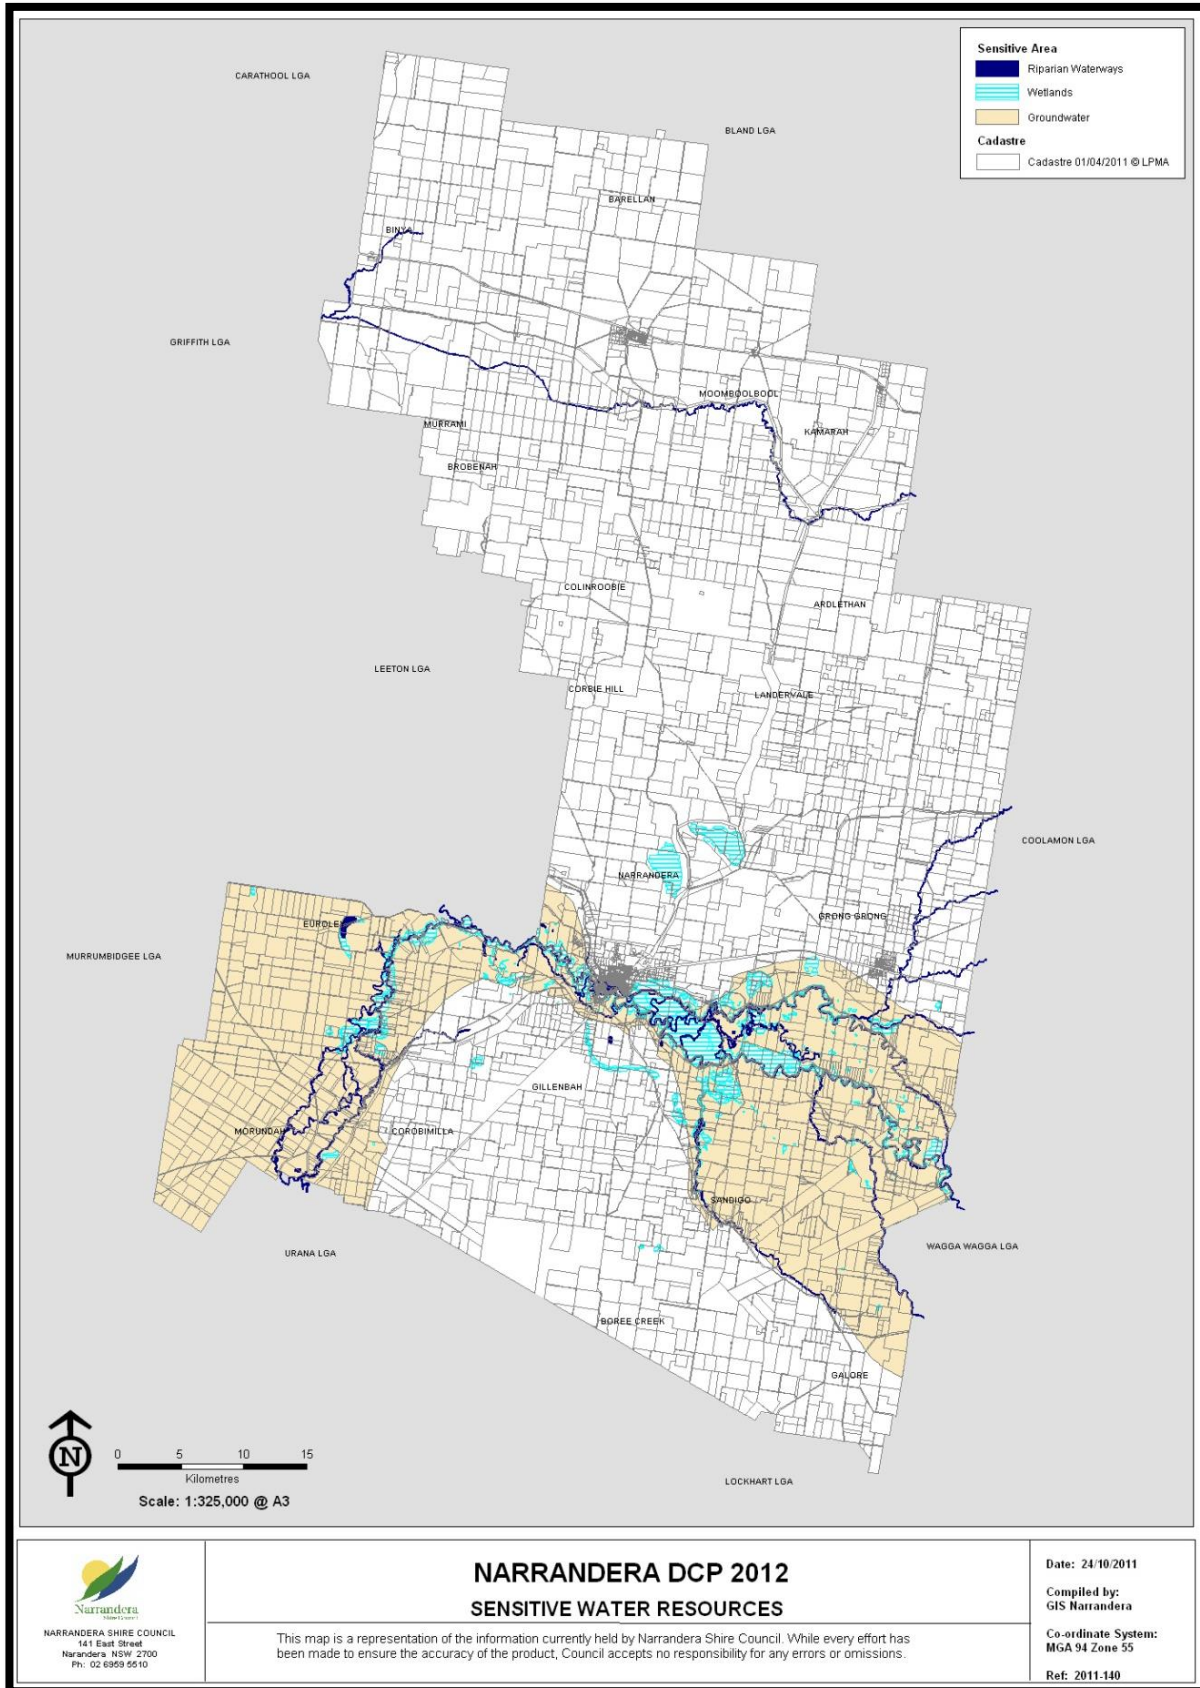 Sensitive Area
Riparian Waterways
Wetlands
Groundwater
Cadastre
Cadastre 01/04/2011 © LPMA
CARATHOOL LGA
BLAND LGA
BARELLAN
BINYA
GRIFFITH LGA
MOOMBOOLBOOL
MURRAMI
KAMARAH
BROBENAH
COLINROOBIE
ARDLETHAN
LEETON LGA
CORBIE HILL
LANDERVALE
COOLAMON LGA
NARRANDERA
GRONG GRONG
EUROLEY
MURRUMBIDGEE LGA
GILLENBAH
MORUNDAH
COROBIMILLA
SANDIGO
WAGGA WAGGA LGA
URANA LGA
BOREE CREEK
GALORE
LOCKHART LGA
N
0 5 10 15
Kilometres
Scale: 1:325,000 @ A3
Narrandera
Shire Council
NARRANDERA SHIRE COUNCIL
141 East Street
Narandera NSW 2700
Ph: 02 6959 5510
NARRANDERA DCP 2012
SENSITIVE WATER RESOURCES
This map is a representation of the information currently held by Narrandera Shire Council. While every effort has
been made to ensure the accuracy of the product, Council accepts no responsibility for any errors or omissions.
Date: 24/10/2011
Compiled by:
GIS Narrandera
Co-ordinate System:
MGA 94 Zone 55
Ref: 2011-140